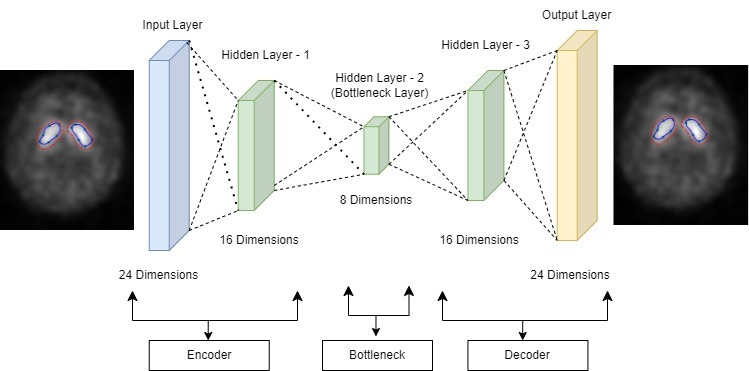 Input Layer
Hidden Layer - 1
Hidden Layer - 2
(Bottleneck Layer)
Hidden Layer - 3
Output Layer
24 Dimensions
16 Dimensions
8 Dimensions
16 Dimensions
24 Dimensions
Encoder
Bottleneck
Decoder